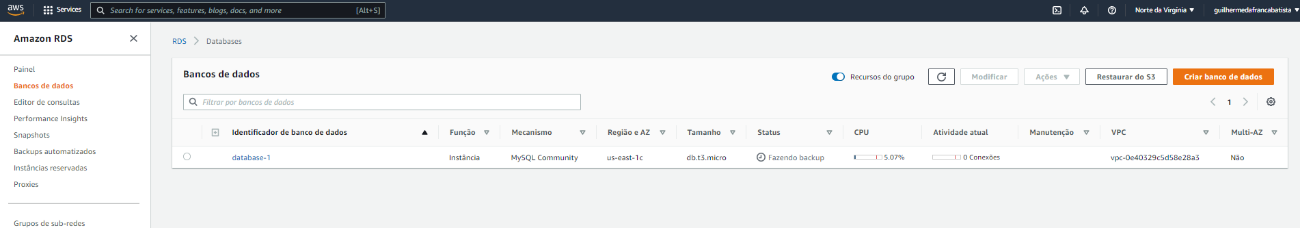 aws Services Search for services, features, blogs, docs, and more [Alt+S] Norte da Virgínia guilhermedafrancabatista
Amazon RDS
Painel
Bancos de dados
Editor de consultas
Performance Insights
Snapshots
Backups automatizados
Instâncias reservadas
Proxies
Grupos de sub-redes
RDS > Databases
Bancos de dados
Recursos do grupo Modificar Ações Restaurar do S3 Criar banco de dados
Filtrar por bancos de dados
1
Identificador de banco de dados Função Mecanismo Região e AZ Tamanho Status CPU Atividade atual Manutenção VPC Multi-AZ
database-1 Instância MySQL Community us-east-1c db.t3.micro Fazendo backup 5.07% 0 Conexões vpc-0e40329c5d58e28a3 Não